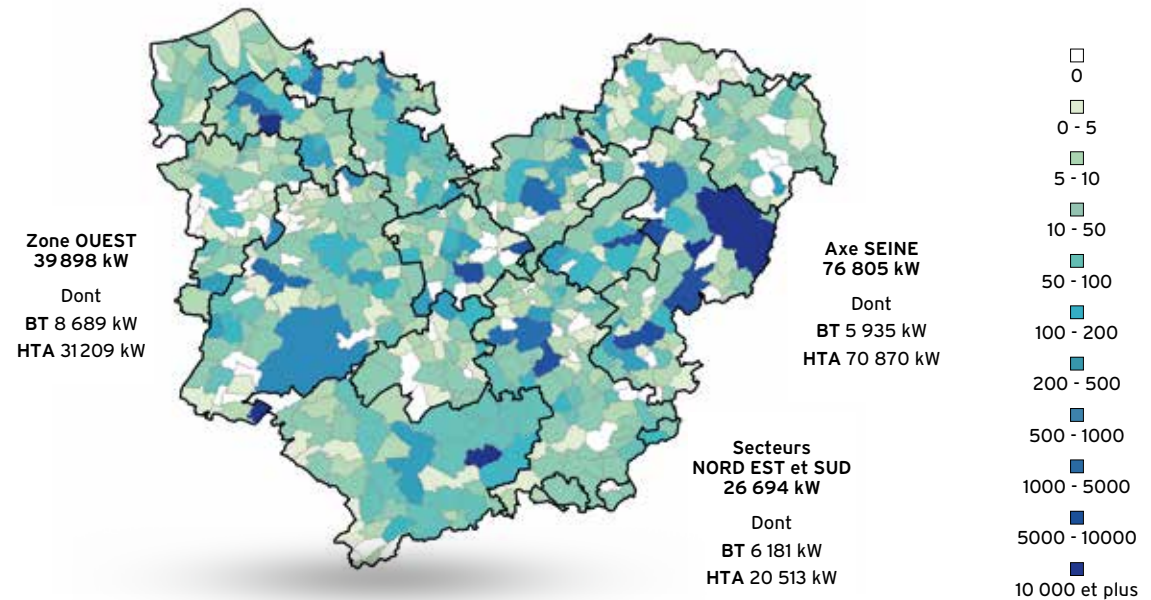 Zone OUEST
39 898 kW
Dont
BT 8 689 kW
HTA 31 209 kW
Axe SEINE
76 805 kW
Dont
BT 5 935 kW
HTA 70 870 kW
Secteurs
NORD EST et SUD
26 694 kW
Dont
BT 6 181 kW
HTA 20 513 kW
0
0 - 5
5 - 10
10 - 50
50 - 100
100 - 200
200 - 500
500 - 1000
1000 - 5000
5000 - 10000
10 000 et plus